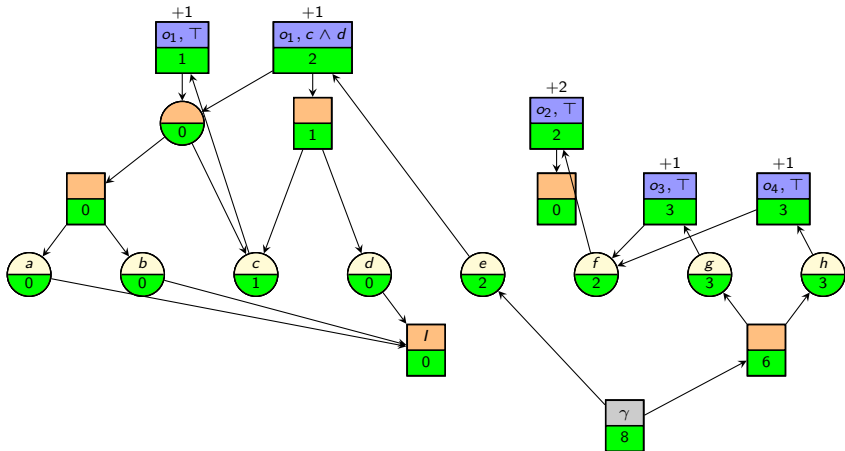 +1 +1
o₁, ⊤ o₁, c ∧ d
1 2
+2
o₂, ⊤
2
0
1
+1 +1
o₃, ⊤ o₄, ⊤
3 3
0
0
a b c d e f g h
0 0 1 0 2 2 3 3
I
0
6
γ
8